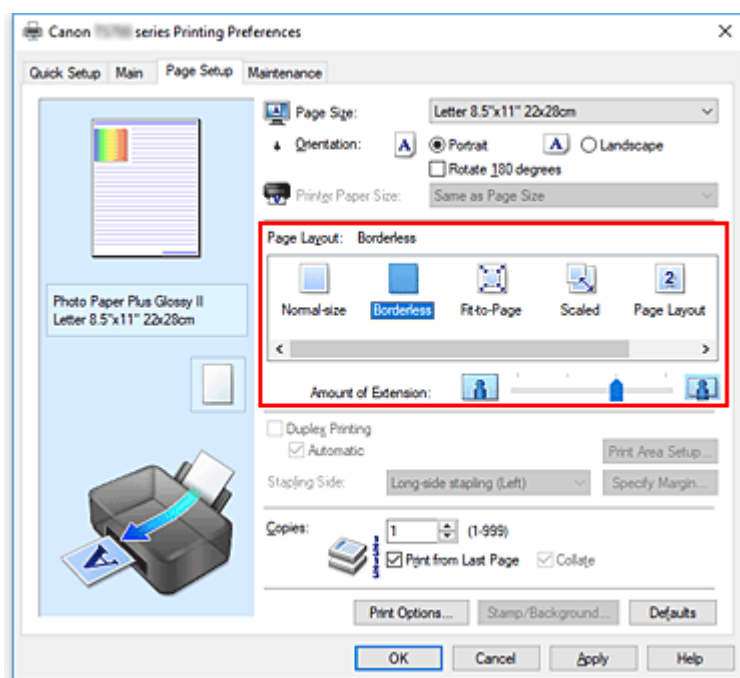 Canon series Printing Preferences
Quick Setup Main Page Setup Maintenance
Page Size: Letter 8.5"x11" 22x28cm
Orientation: A Portrait A Landscape
Rotate 180 degrees
Printer Paper Size: Same as Page Size
Page Layout: Borderless
Normal-size Borderless Fit-to-Page Scaled 2 Page Layout
Photo Paper Plus Glossy II
Letter 8.5"x11" 22x28cm
Amount of Extension:
Duplex Printing
Automatic
Print Area Setup...
Stapling Side: Long-side stapling (Left) Specify Margin...
Copies: 1 (1-999)
Print from Last Page Collate
A
Print Options... Stamp/Background... Defaults
OK Cancel Apply Help